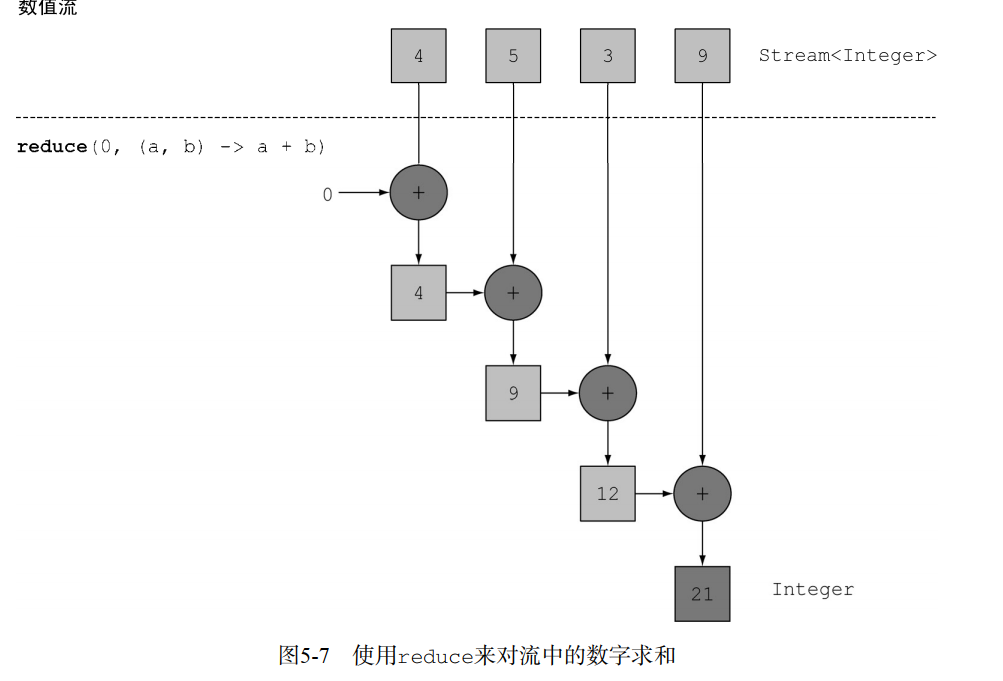 数值流
4 5 3 9 Stream<Integer>
reduce(0, (a, b) -> a + b)
0 +
4 +
9 +
12 +
21 Integer
图5-7 使用reduce来对流中的数字求和